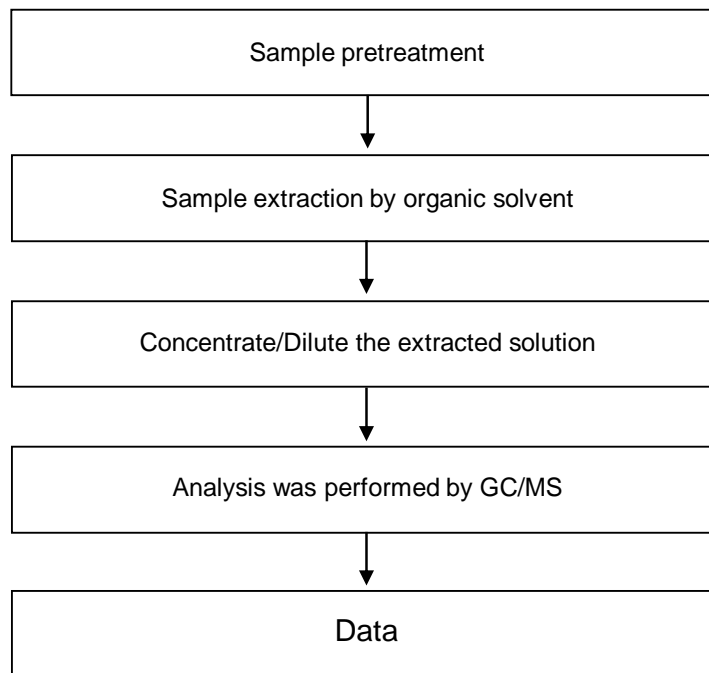 Sample pretreatment
Sample extraction by organic solvent
Concentrate/Dilute the extracted solution
Analysis was performed by GC/MS
Data